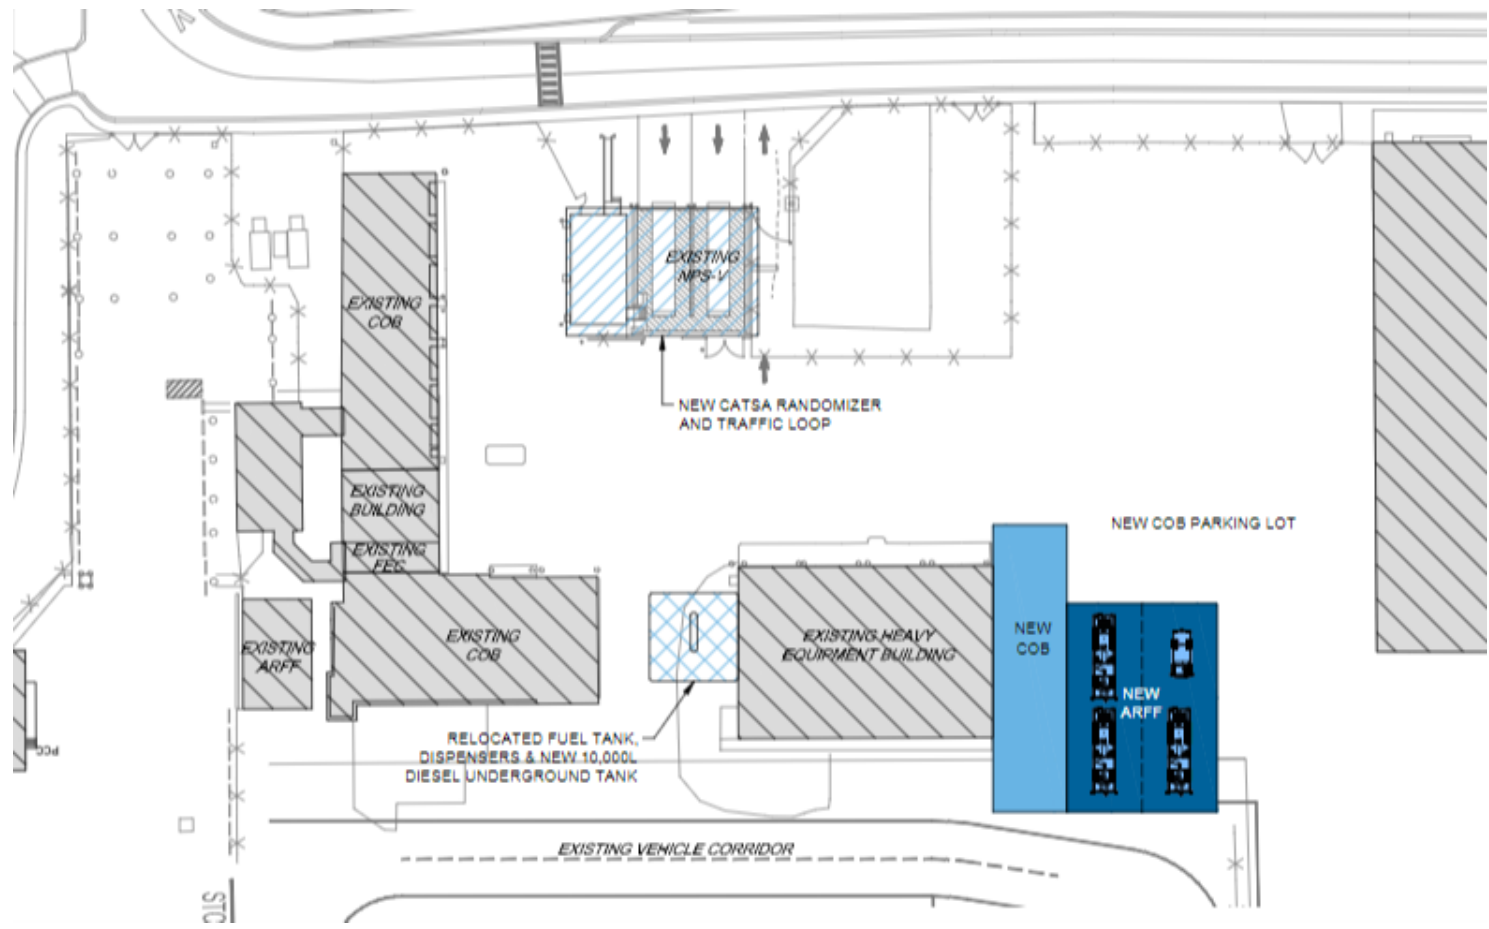 EXISTING
NPS-V
EXISTING
COB
NEW CATSA RANDOMIZER
AND TRAFFIC LOOP
EXISTING
BUILDING
NEW COB PARKING LOT
EXISTING
FEC
EXISTING
ARFF
EXISTING
COB
EXISTING HEAVY
EQUIPMENT BUILDING
NEW
COB
NEW
ARFF
RELOCATED FUEL TANK,
DISPENSERS & NEW 10,000L
DIESEL UNDERGROUND TANK
PCC
EXISTING VEHICLE CORRIDOR